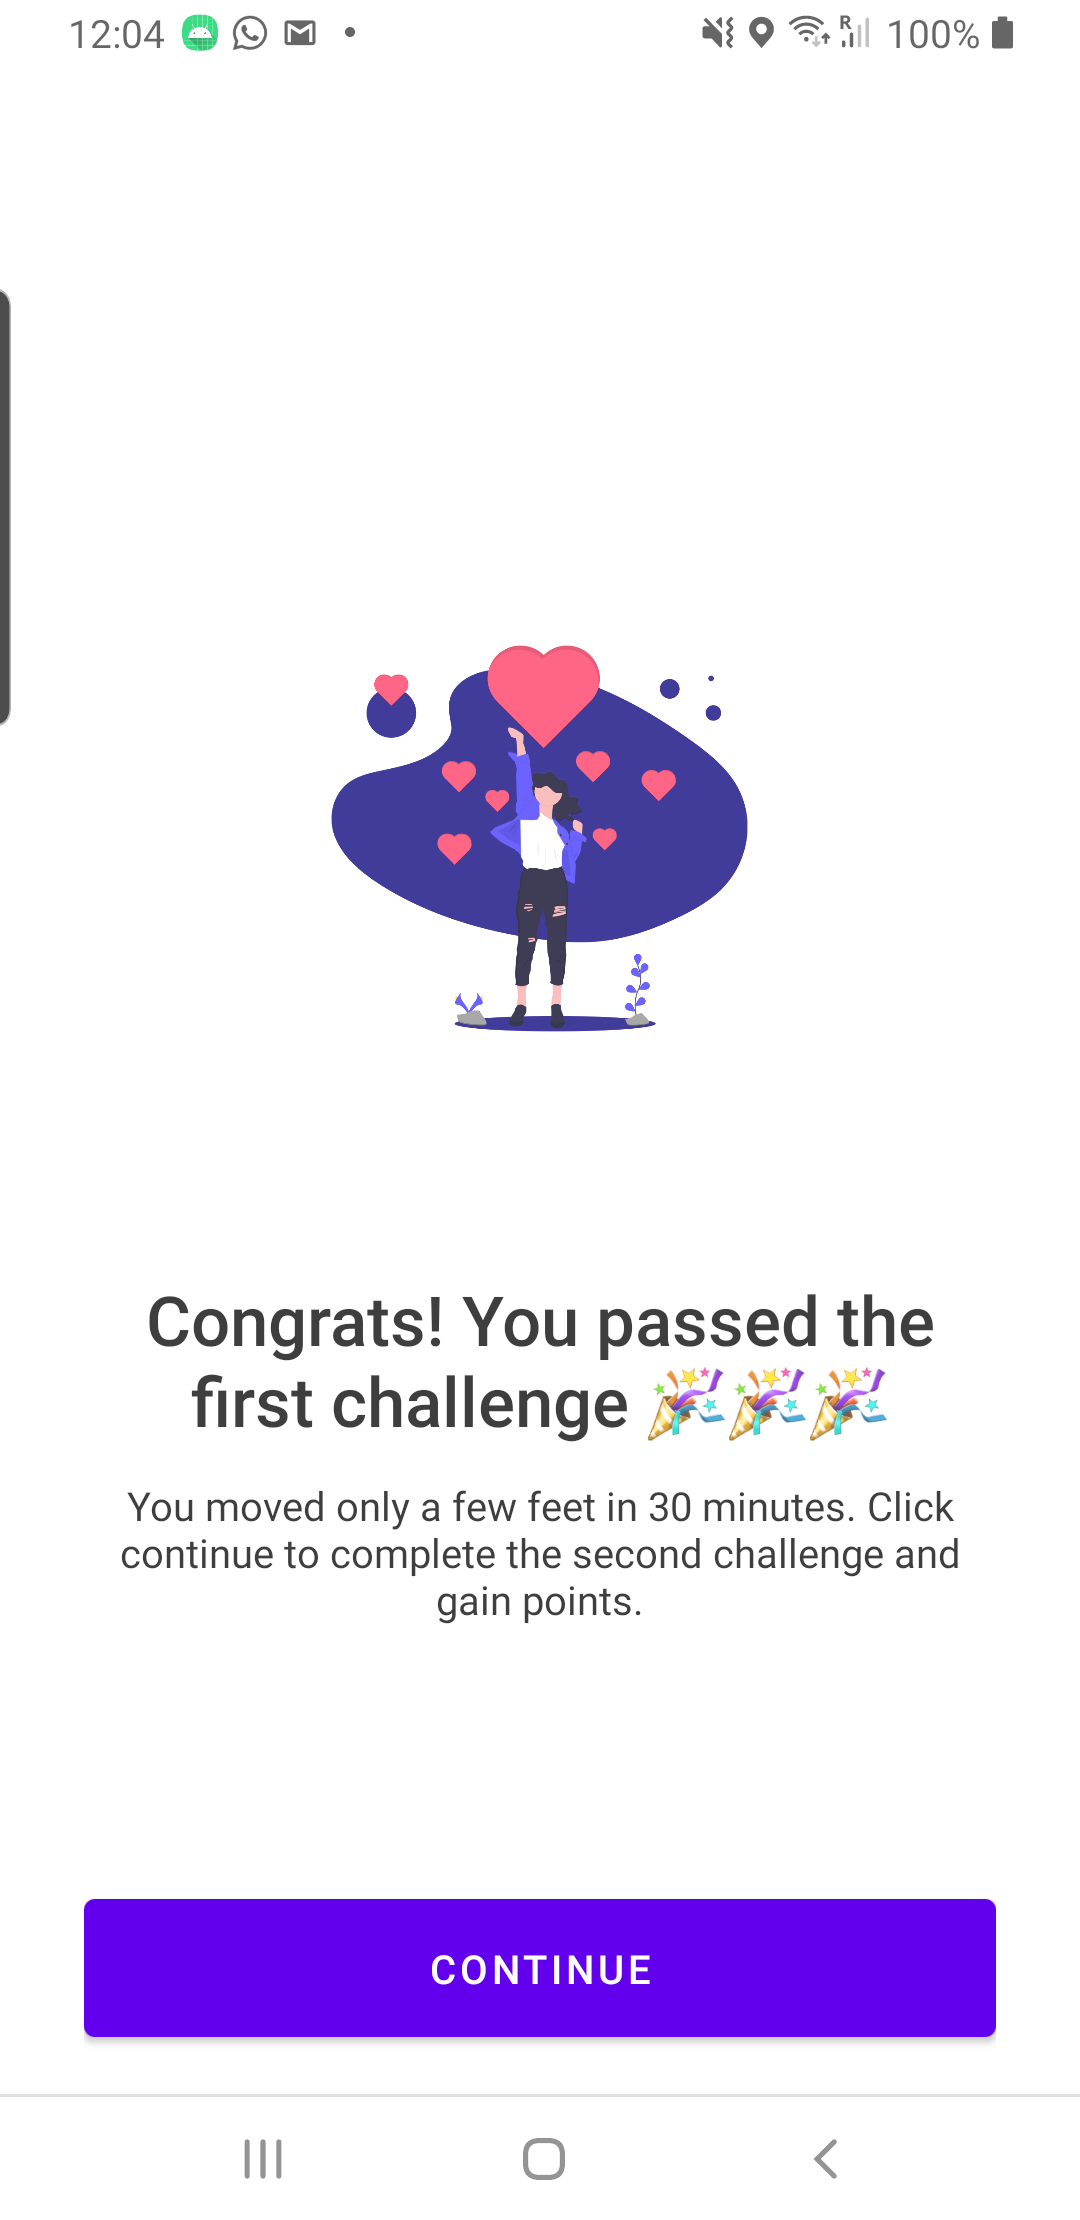 12:04 R 100%
Congrats! You passed the
first challenge 🎉🎉🎉
You moved only a few feet in 30 minutes. Click
continue to complete the second challenge and
gain points.
CONTINUE